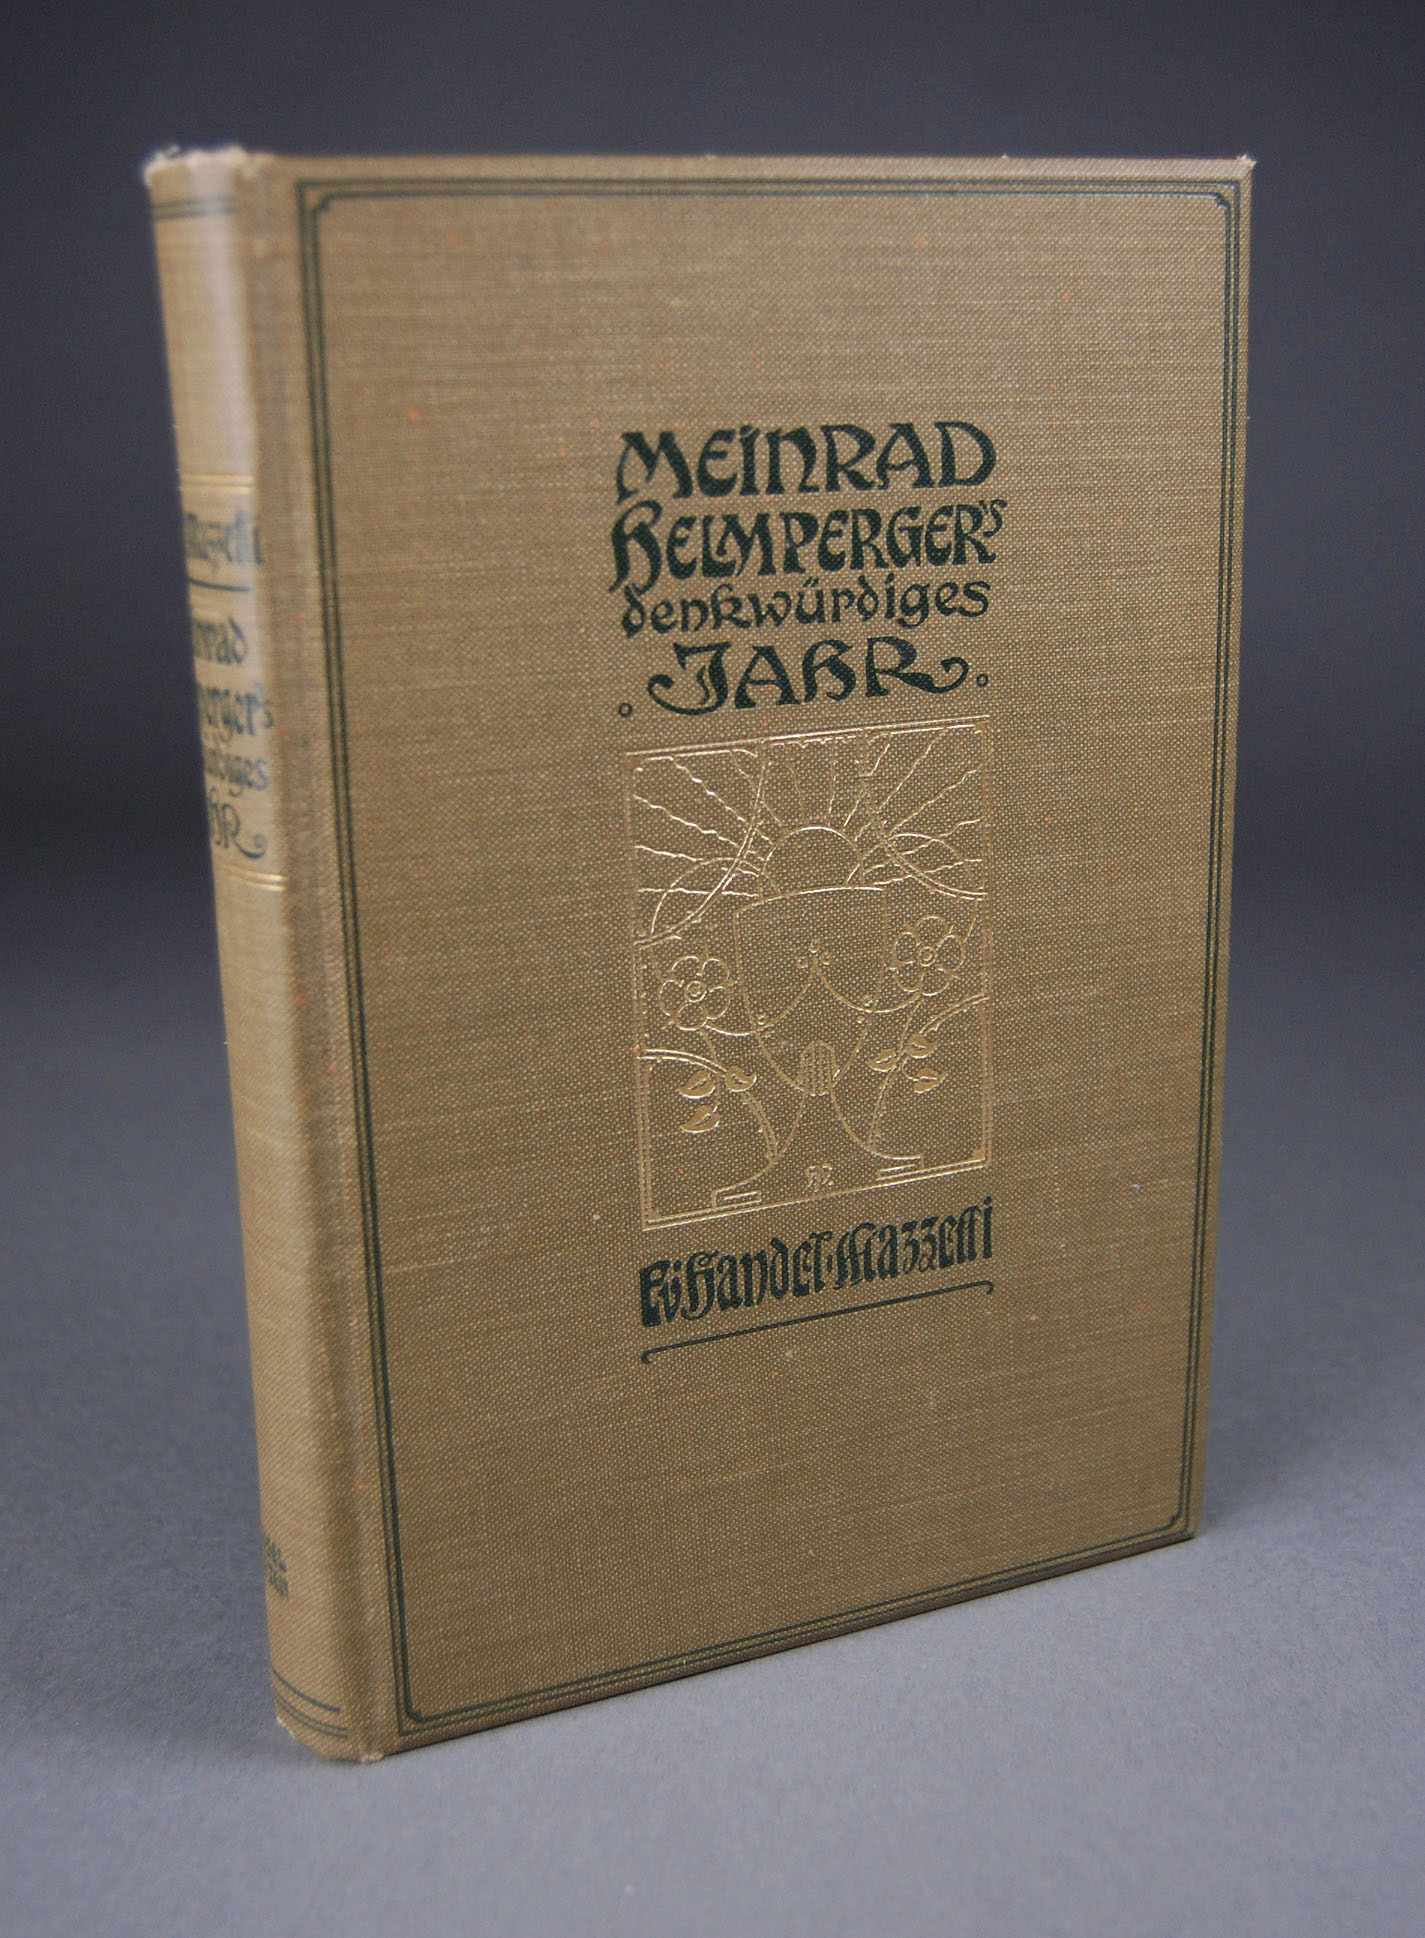 MEINRAD
HELMPERGER'S
denkwürdiges
JAHR
E.v. Handel-Mazzetti